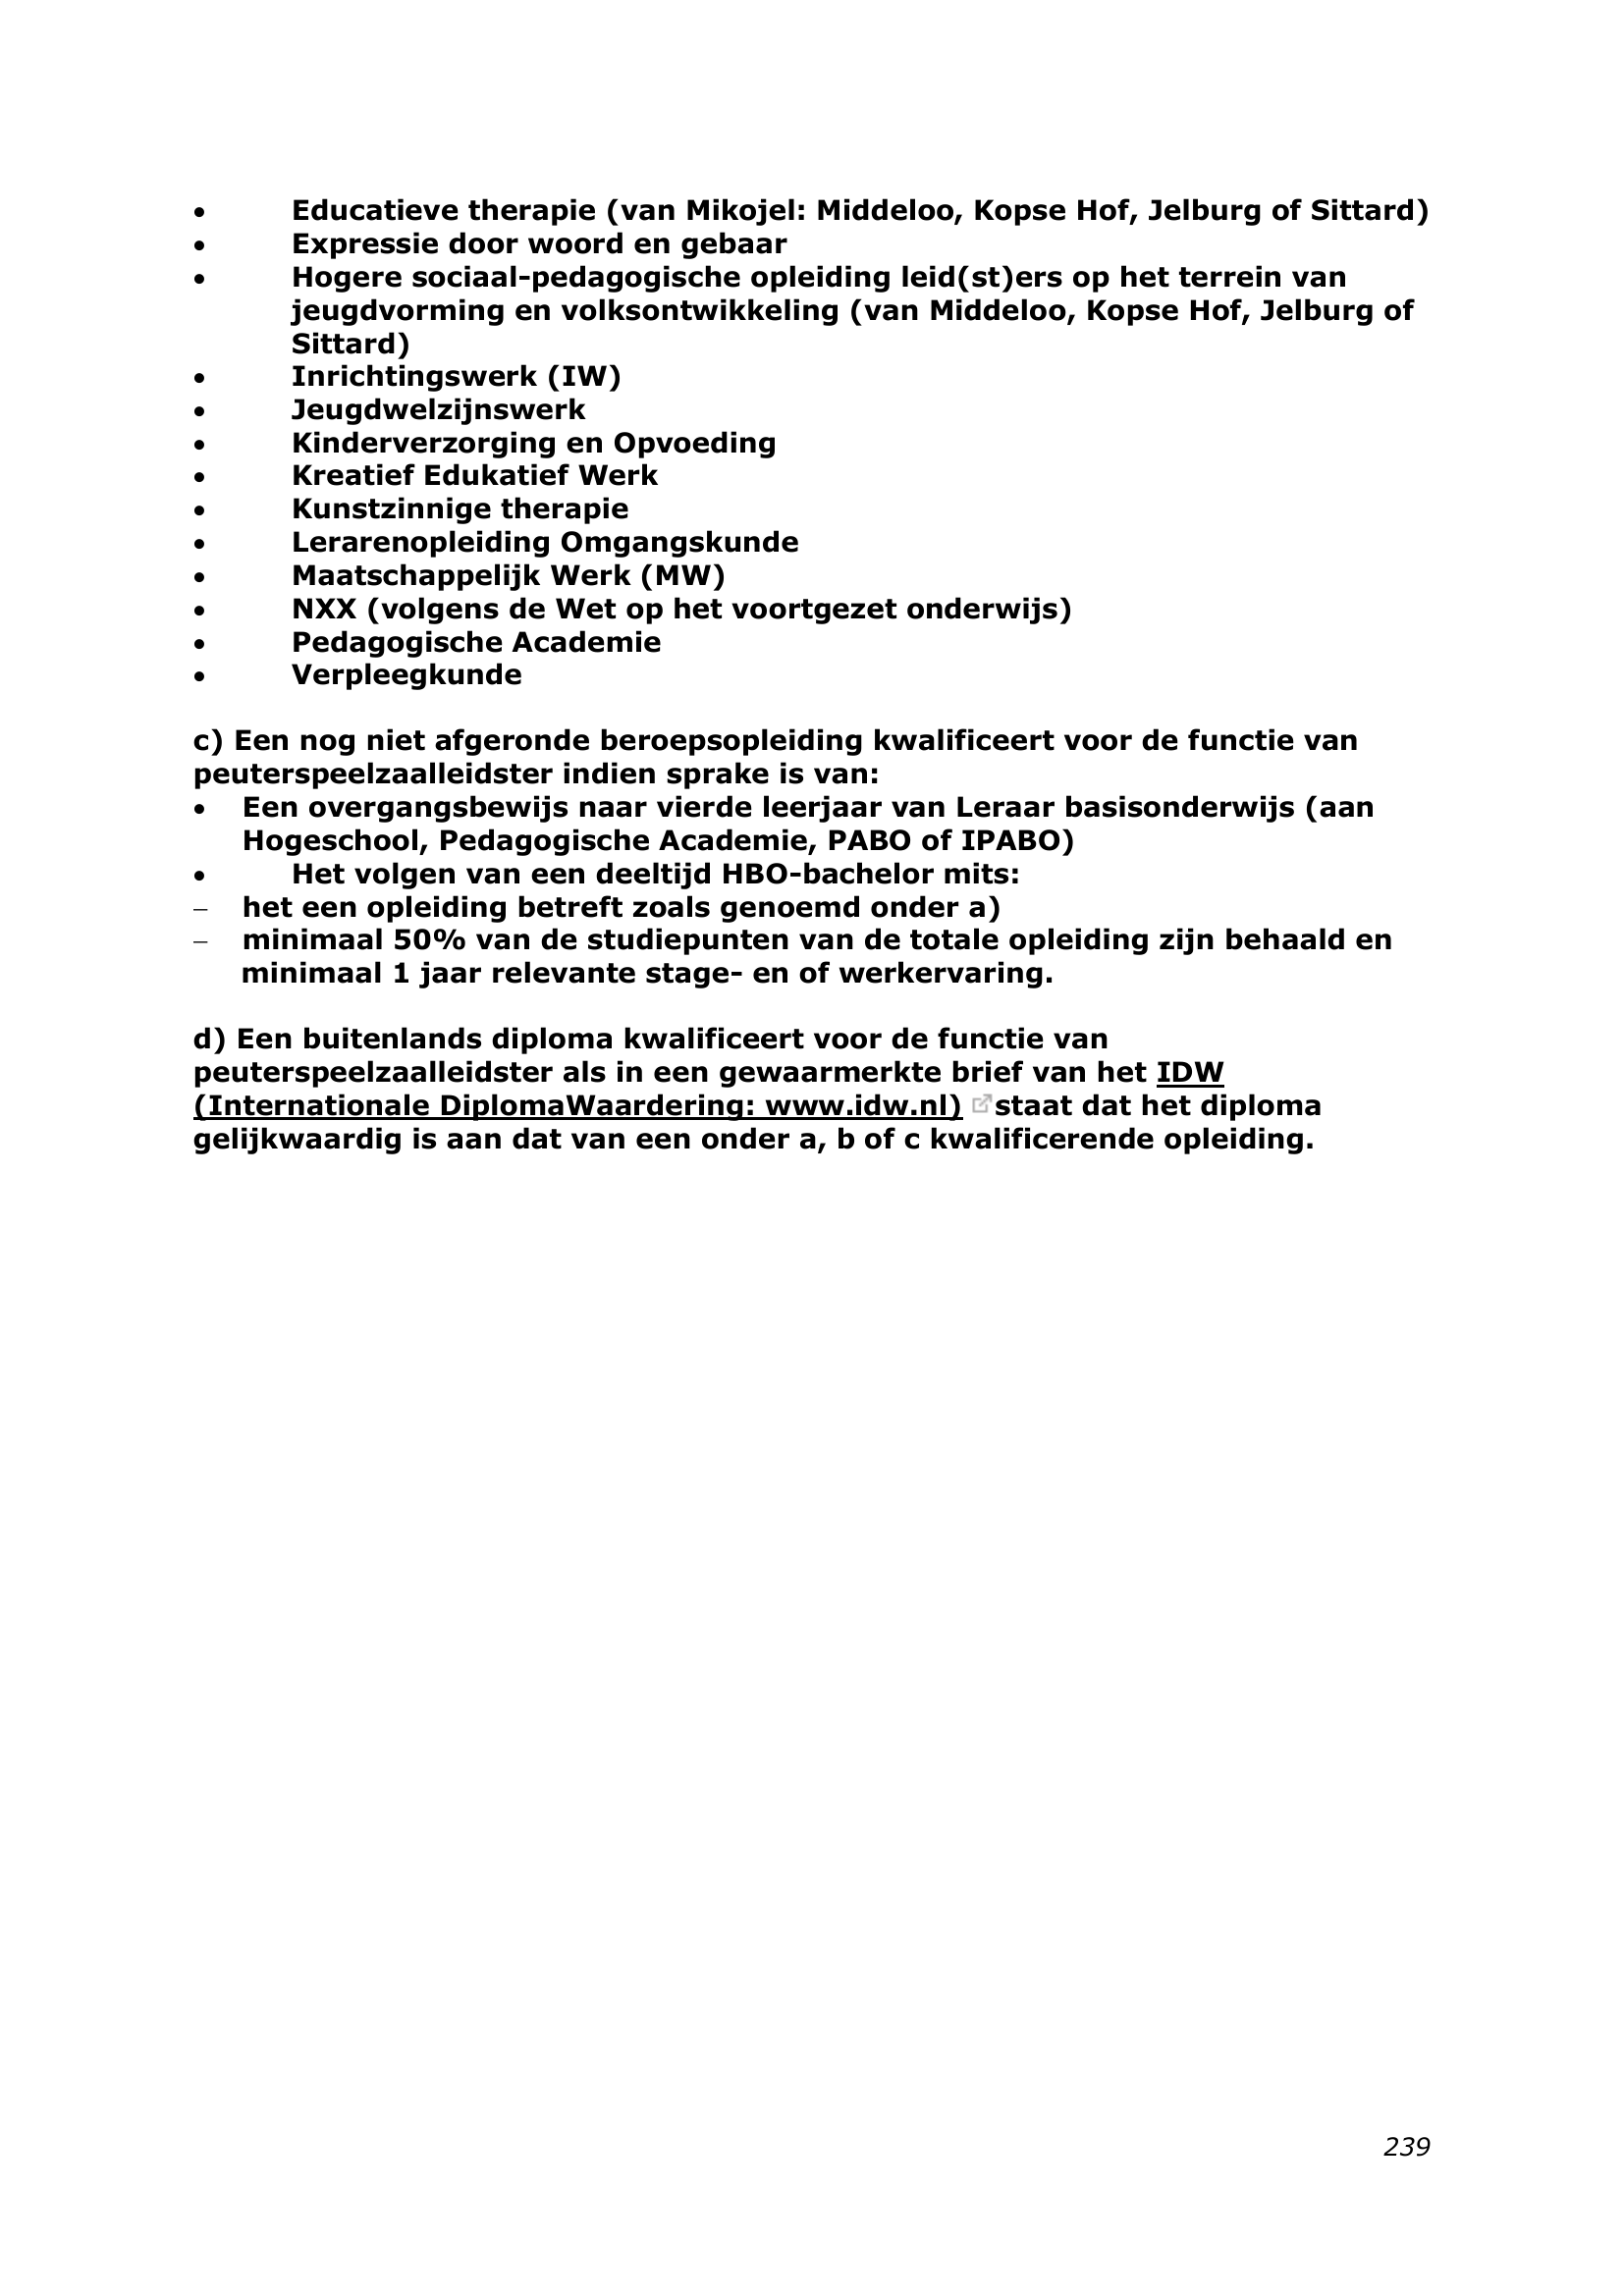 • Educatieve therapie (van Mikojel: Middeloo, Kopse Hof, Jelburg of Sittard)
• Expressie door woord en gebaar
• Hogere sociaal-pedagogische opleiding leid(st)ers op het terrein van
jeugdvorming en volksontwikkeling (van Middeloo, Kopse Hof, Jelburg of
Sittard)
• Inrichtingswerk (IW)
• Jeugdwelzijnswerk
• Kinderverzorging en Opvoeding
• Kreatief Edukatief Werk
• Kunstzinnige therapie
• Lerarenopleiding Omgangskunde
• Maatschappelijk Werk (MW)
• NXX (volgens de Wet op het voortgezet onderwijs)
• Pedagogische Academie
• Verpleegkunde
c) Een nog niet afgeronde beroepsopleiding kwalificeert voor de functie van
peuterspeelzaalleidster indien sprake is van:
• Een overgangsbewijs naar vierde leerjaar van Leraar basisonderwijs (aan
Hogeschool, Pedagogische Academie, PABO of IPABO)
• Het volgen van een deeltijd HBO-bachelor mits:
– het een opleiding betreft zoals genoemd onder a)
– minimaal 50% van de studiepunten van de totale opleiding zijn behaald en
minimaal 1 jaar relevante stage- en of werkervaring.
d) Een buitenlands diploma kwalificeert voor de functie van
peuterspeelzaalleidster als in een gewaarmerkte brief van het IDW
(Internationale DiplomaWaardering: www.idw.nl) staat dat het diploma
gelijkwaardig is aan dat van een onder a, b of c kwalificerende opleiding.
239